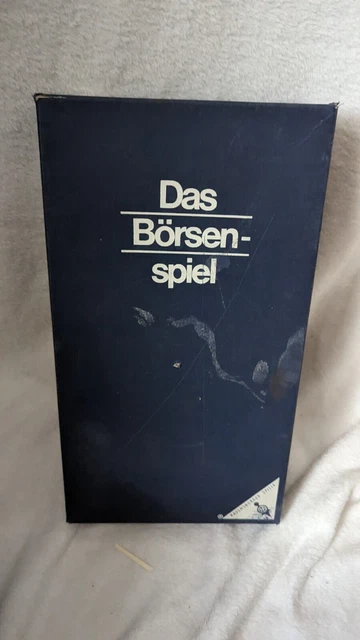 Das
Börsen-
spiel